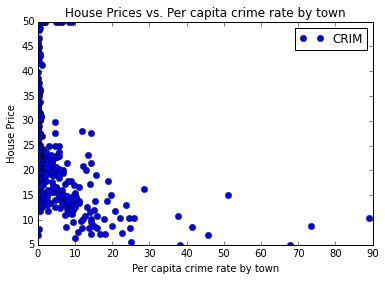 House Prices vs. Per capita crime rate by town
CRIM
House Price
50
45
40
35
30
25
20
15
10
5
0 10 20 30 40 50 60 70 80 90
Per capita crime rate by town